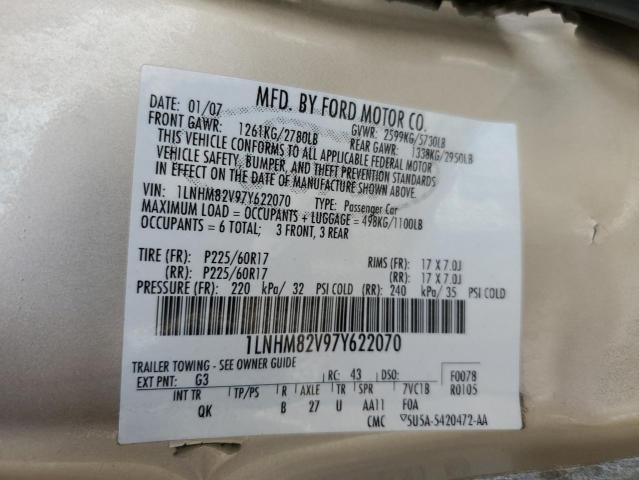 MFD. BY FORD MOTOR CO.
DATE: 01/07 GVWR: 2599KG/5730LB
FRONT GAWR: 1261KG/2780LB REAR GAWR: 1338KG/2950LB
THIS VEHICLE CONFORMS TO ALL APPLICABLE FEDERAL MOTOR
VEHICLE SAFETY, BUMPER, AND THEFT PREVENTION STANDARDS
IN EFFECT ON THE DATE OF MANUFACTURE SHOWN ABOVE.
VIN: 1LNHM82V97Y622070 TYPE: Passenger Car
MAXIMUM LOAD = OCCUPANTS + LUGGAGE = 498KG/1100LB
OCCUPANTS = 6 TOTAL; 3 FRONT, 3 REAR
TIRE (FR): P225/60R17 RIMS (FR): 17 X 7.0J
(RR): P225/60R17 (RR): 17 X 7.0J
PRESSURE (FR): 220 kPa/ 32 PSI COLD (RR): 240 kPa/ 35 PSI COLD
1LNHM82V97Y622070
TRAILER TOWING - SEE OWNER GUIDE
EXT PNT: G3 RC: 43 DSO: F0078
INT TR TP/PS R AXLE TR SPR 7VC1B R0105
QK B 27 U AA11 F0A
CMC ▽5U5A-5420472-AA